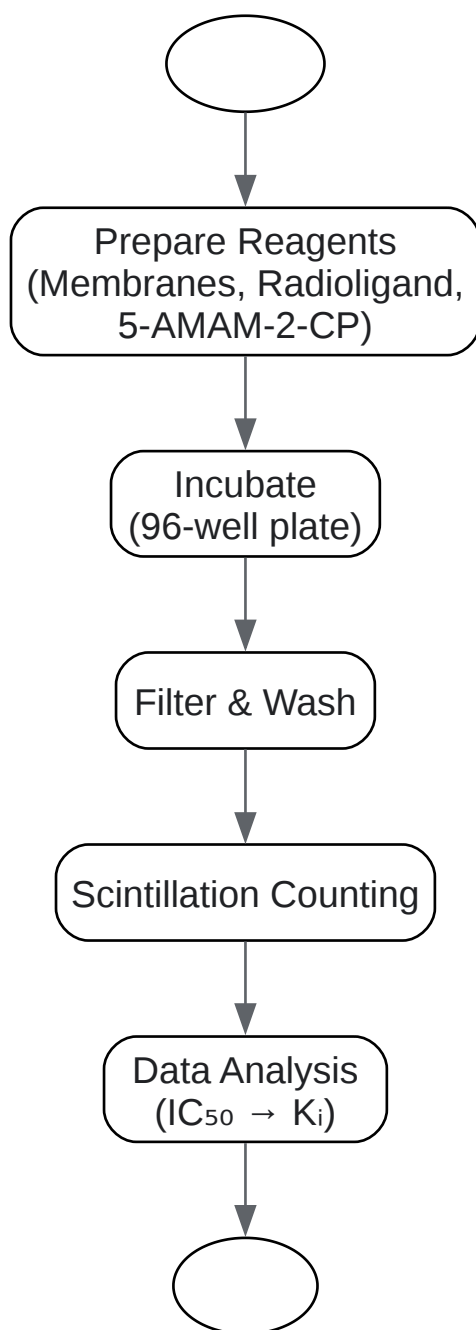 Prepare Reagents
(Membranes, Radioligand,
5-AMAM-2-CP)
Incubate
(96-well plate)
Filter & Wash
Scintillation Counting
Data Analysis
(IC₅₀ → Kᵢ)